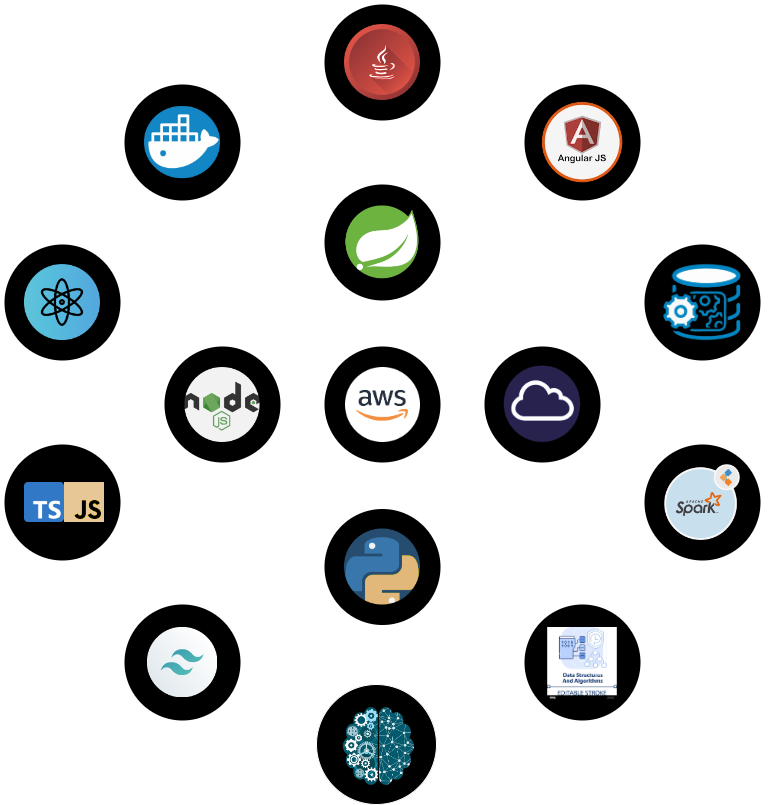 Angular JS
node
JS
aws
TS JS
APACHE
Spark
Data Structures
And Algorithms
EDITABLE STROKE